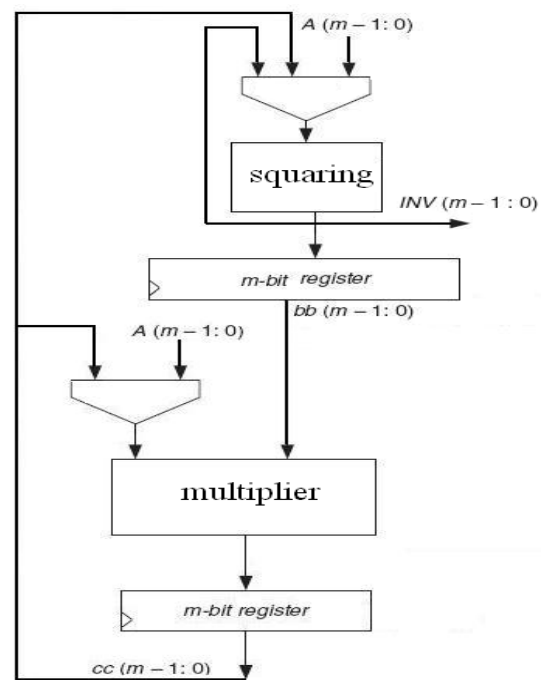 A (m – 1: 0)
squaring
INV (m – 1 : 0)
m-bit register
bb (m – 1: 0)
A (m – 1: 0)
multiplier
m-bit register
cc (m – 1: 0)